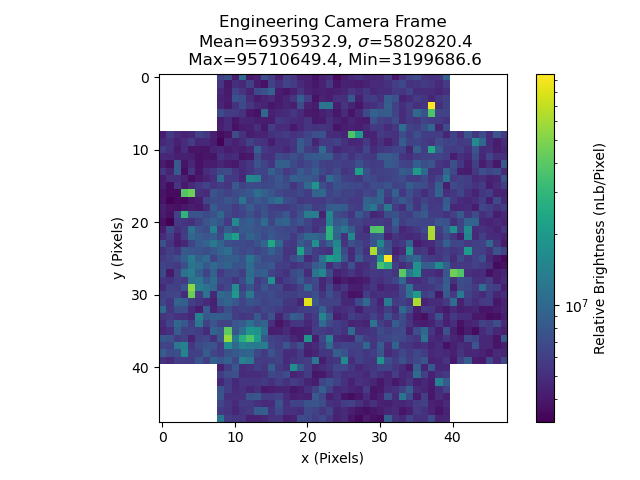 Engineering Camera Frame
Mean=6935932.9, σ=5802820.4
Max=95710649.4, Min=3199686.6
0
10
20
30
40
y (Pixels)
0 10 20 30 40
x (Pixels)
10⁷
Relative Brightness (nLb/Pixel)